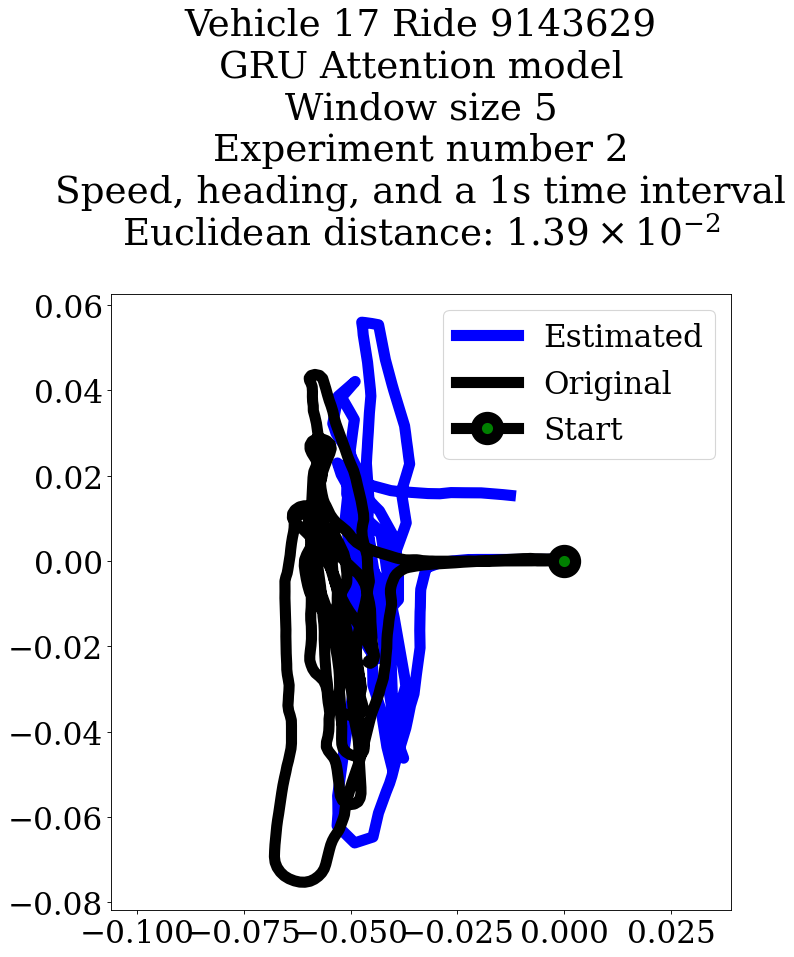 Vehicle 17 Ride 9143629
GRU Attention model
Window size 5
Experiment number 2
Speed, heading, and a 1s time interval
Euclidean distance: 1.39 × 10⁻²
0.06
0.04
0.02
0.00
−0.02
−0.04
−0.06
−0.08
Estimated
Original
Start
−0.100 −0.075 −0.050 −0.025 0.000 0.025